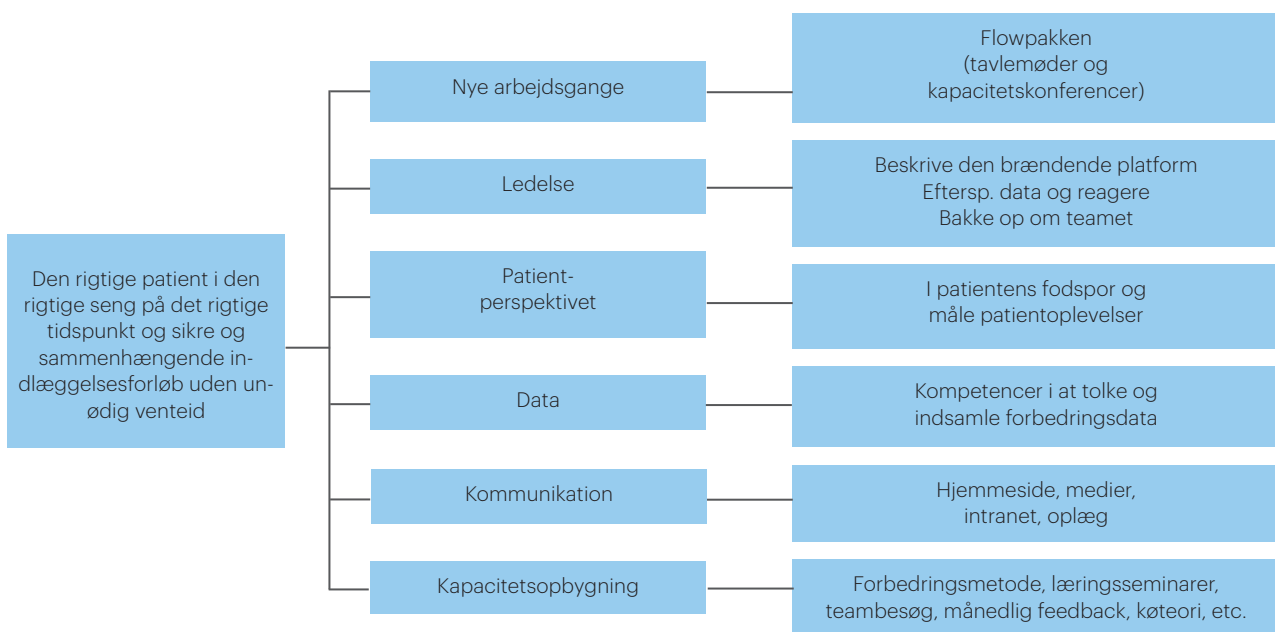 Den rigtige patient i den
rigtige seng på det rigtige
tidspunkt og sikre og
sammenhængende in-
dlæggelsesforløb uden un-
ødig venteid
Nye arbejdsgange
Flowpakken
(tavlemøder og
kapacitetskonferencer)
Ledelse
Beskrive den brændende platform
Eftersp. data og reagere
Bakke op om teamet
Patient-
perspektivet
I patientens fodspor og
måle patientoplevelser
Data
Kompetencer i at tolke og
indsamle forbedringsdata
Kommunikation
Hjemmeside, medier,
intranet, oplæg
Kapacitetsopbygning
Forbedringsmetode, læringsseminarer,
teambesøg, månedlig feedback, køteori, etc.